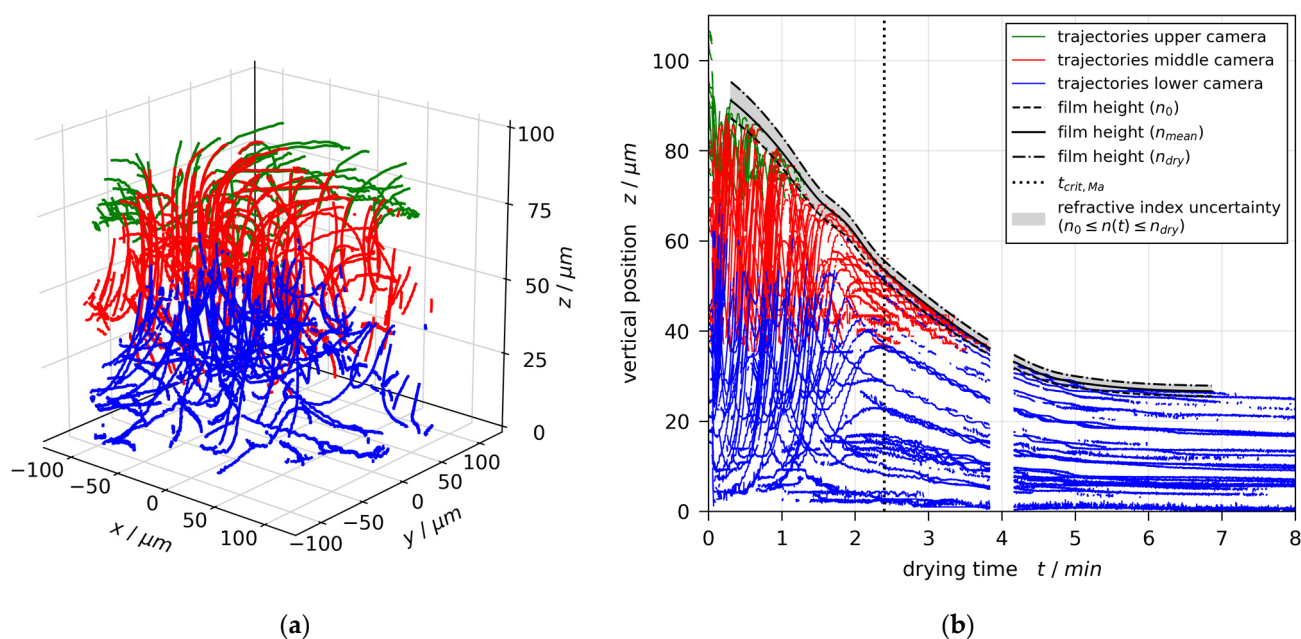 100
75
50
25
0
z / μm
−100
−50
0
50
100
x / μm
−100
−50
0
50
100
y / μm
(a)
100
80
60
40
20
0
vertical position z / μm
0
1
2
3
4
5
6
7
8
drying time t / min
trajectories upper camera
trajectories middle camera
trajectories lower camera
film height (n0)
film height (nmean)
film height (ndry)
tcrit, Ma
refractive index uncertainty
(n0 ≤ n(t) ≤ ndry)
(b)